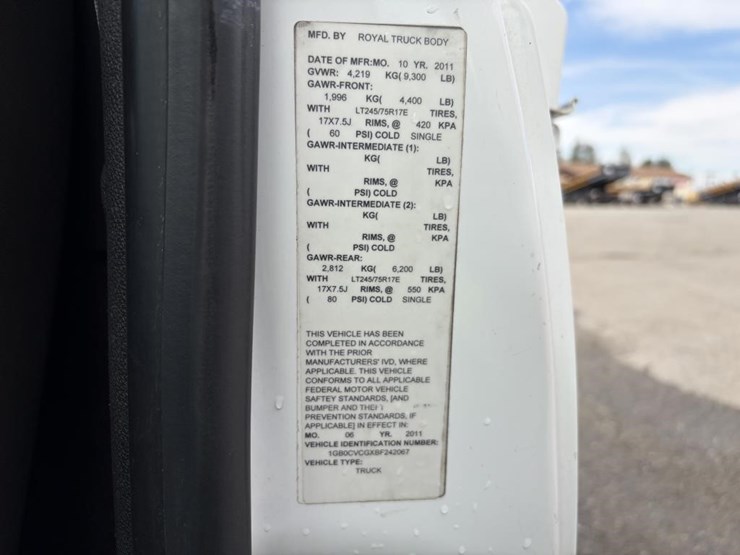 MFD. BY ROYAL TRUCK BODY
DATE OF MFR:MO. 10 YR. 2011
GVWR: 4,219 KG( 9,300 LB)
GAWR-FRONT:
1,996 KG( 4,400 LB)
WITH LT245/75R17E TIRES,
17X7.5J RIMS, @ 420 KPA
( 60 PSI) COLD SINGLE
GAWR-INTERMEDIATE (1):
KG( LB)
WITH TIRES,
RIMS, @ KPA
( PSI) COLD
GAWR-INTERMEDIATE (2):
KG( LB)
WITH TIRES,
RIMS, @ KPA
( PSI) COLD
GAWR-REAR:
2,812 KG( 6,200 LB)
WITH LT245/75R17E TIRES,
17X7.5J RIMS, @ 550 KPA
( 80 PSI) COLD SINGLE
THIS VEHICLE HAS BEEN
COMPLETED IN ACCORDANCE
WITH THE PRIOR
MANUFACTURERS' IVD, WHERE
APPLICABLE. THIS VEHICLE
CONFORMS TO ALL APPLICABLE
FEDERAL MOTOR VEHICLE
SAFTEY STANDARDS, [AND
BUMPER AND
PREVENTION STANDARDS, IF
APPLICABLE] IN EFFECT IN:
MO. 06 YR. 2011
VEHICLE IDENTIFICATION NUMBER:
1GB0CVCGXBF242067
VEHICLE TYPE:
TRUCK